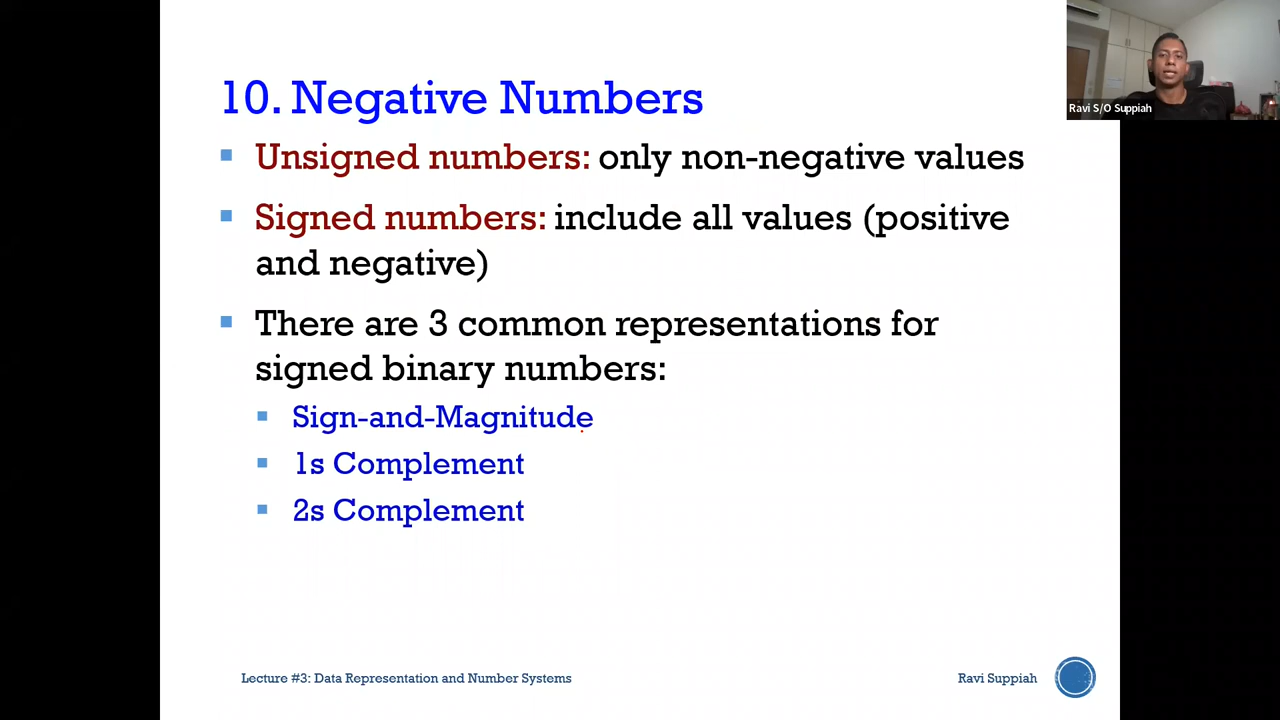 10. Negative Numbers
Unsigned numbers: only non-negative values
Signed numbers: include all values (positive
and negative)
There are 3 common representations for
signed binary numbers:
Sign-and-Magnitude
1s Complement
2s Complement
Lecture #3: Data Representation and Number Systems
Ravi Suppiah
Ravi S/O Suppiah